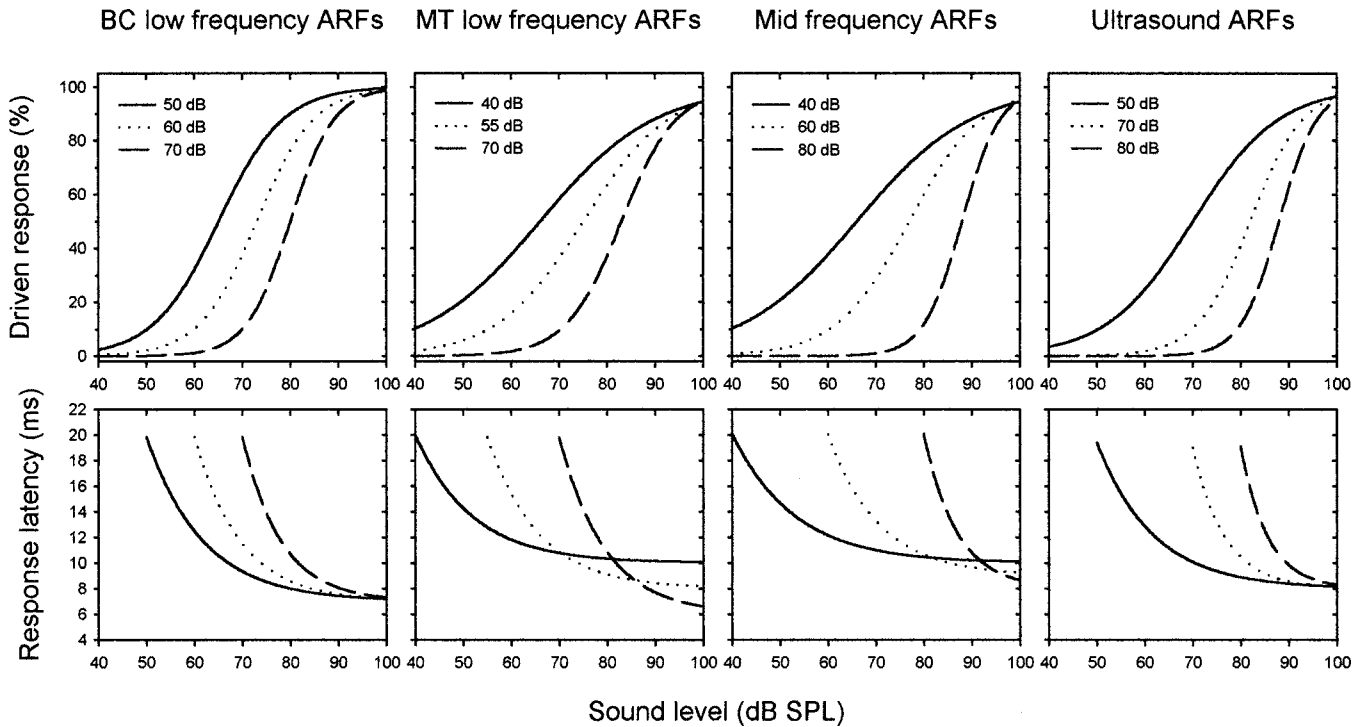 BC low frequency ARFs MT low frequency ARFs Mid frequency ARFs Ultrasound ARFs
Driven response (%)
100
80
60
40
20
0
50 dB
60 dB
70 dB
40 dB
55 dB
70 dB
40 dB
60 dB
80 dB
50 dB
70 dB
80 dB
40 50 60 70 80 90 100 40 50 60 70 80 90 100 40 50 60 70 80 90 100 40 50 60 70 80 90 100
Response latency (ms)
22
20
18
16
14
12
10
8
6
4
40 50 60 70 80 90 100 40 50 60 70 80 90 100 40 50 60 70 80 90 100 40 50 60 70 80 90 100
Sound level (dB SPL)